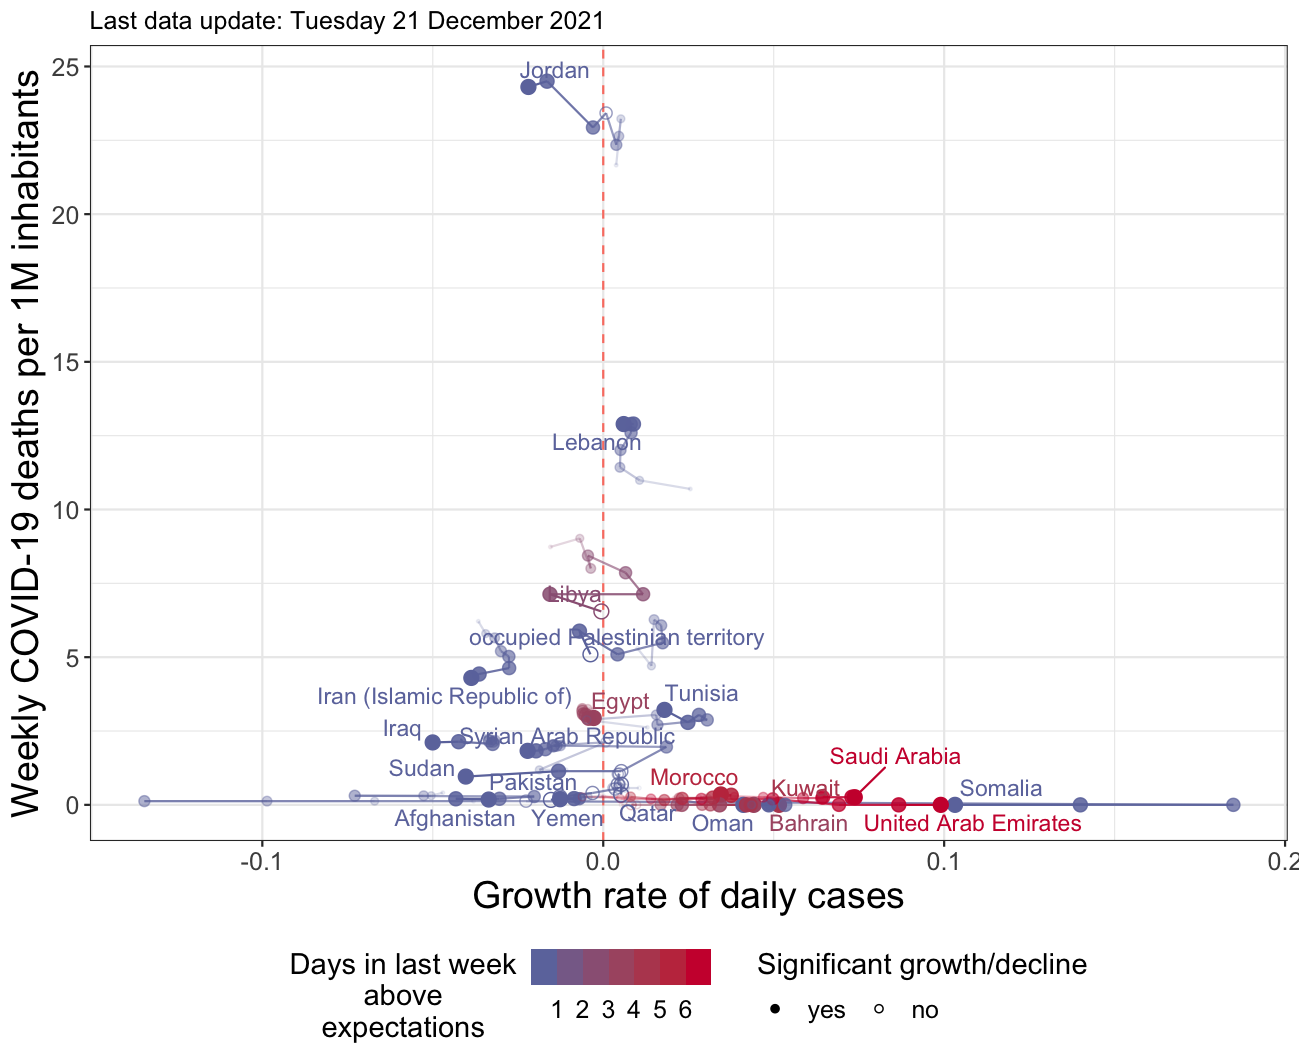 Last data update: Tuesday 21 December 2021
Weekly COVID-19 deaths per 1M inhabitants
25
20
15
10
5
0
Jordan
Lebanon
Libya
occupied Palestinian territory
Iran (Islamic Republic of)
Egypt
Tunisia
Iraq
Syrian Arab Republic
Saudi Arabia
Sudan
Pakistan
Morocco
Kuwait
Somalia
Afghanistan
Yemen
Qatar
Oman
Bahrain
United Arab Emirates
-0.1
0.0
0.1
0.2
Growth rate of daily cases
Days in last week
above
expectations
1 2 3 4 5 6
Significant growth/decline
yes
no